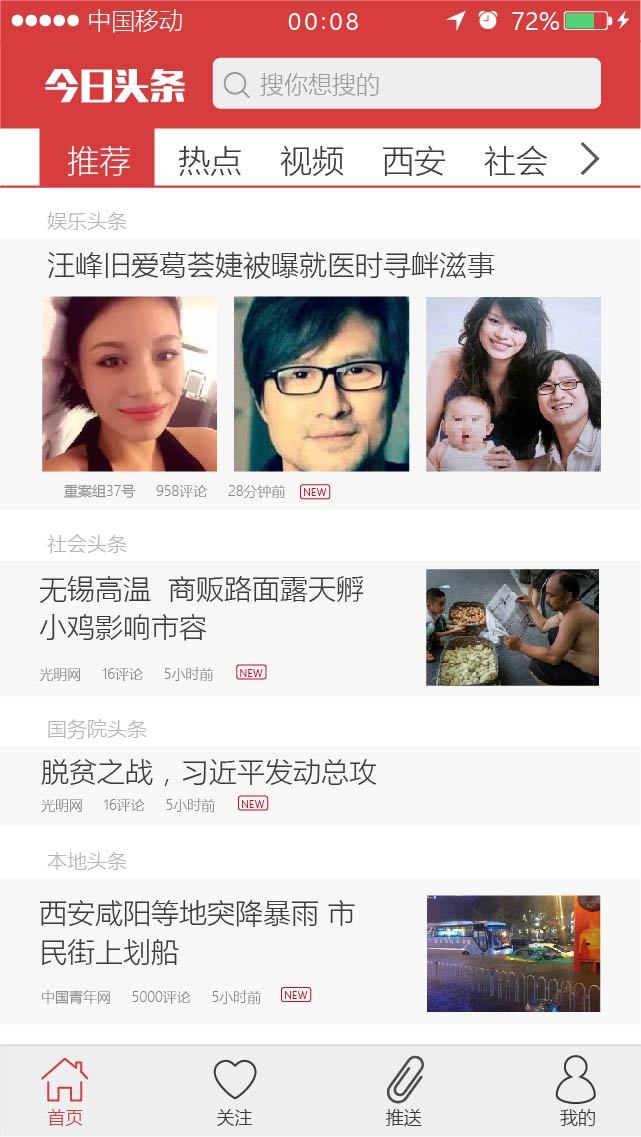 中国移动 00:08 72%
今日头条 搜你想搜的
推荐 热点 视频 西安 社会
娱乐头条
汪峰旧爱葛荟婕被曝就医时寻衅滋事
重案组37号 958评论 28分钟前 NEW
社会头条
无锡高温 商贩路面露天孵
小鸡影响市容
光明网 16评论 5小时前 NEW
国务院头条
脱贫之战，习近平发动总攻
光明网 16评论 5小时前 NEW
本地头条
西安咸阳等地突降暴雨 市
民街上划船
中国青年网 5000评论 5小时前 NEW
首页 关注 推送 我的